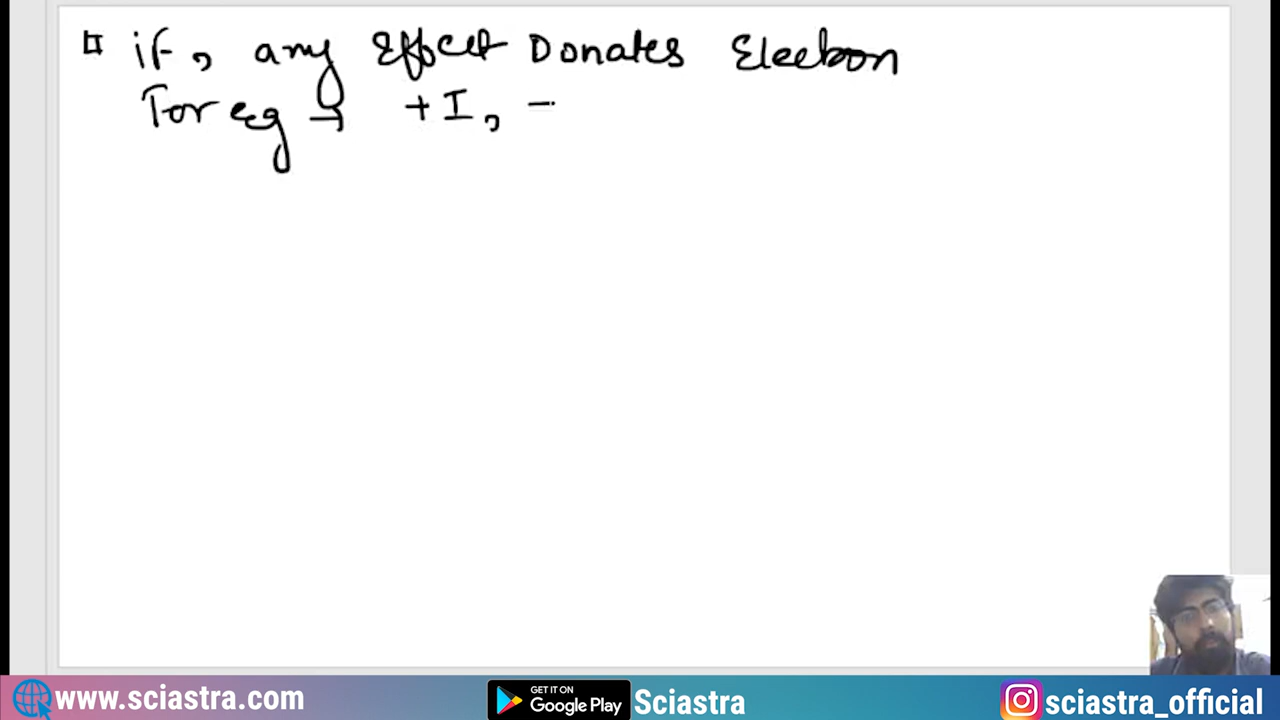 if, any Effect Donates Electron
For eg → +I, -
www.sciastra.com
GET IT ON
Google Play
Sciastra
sciastra_official